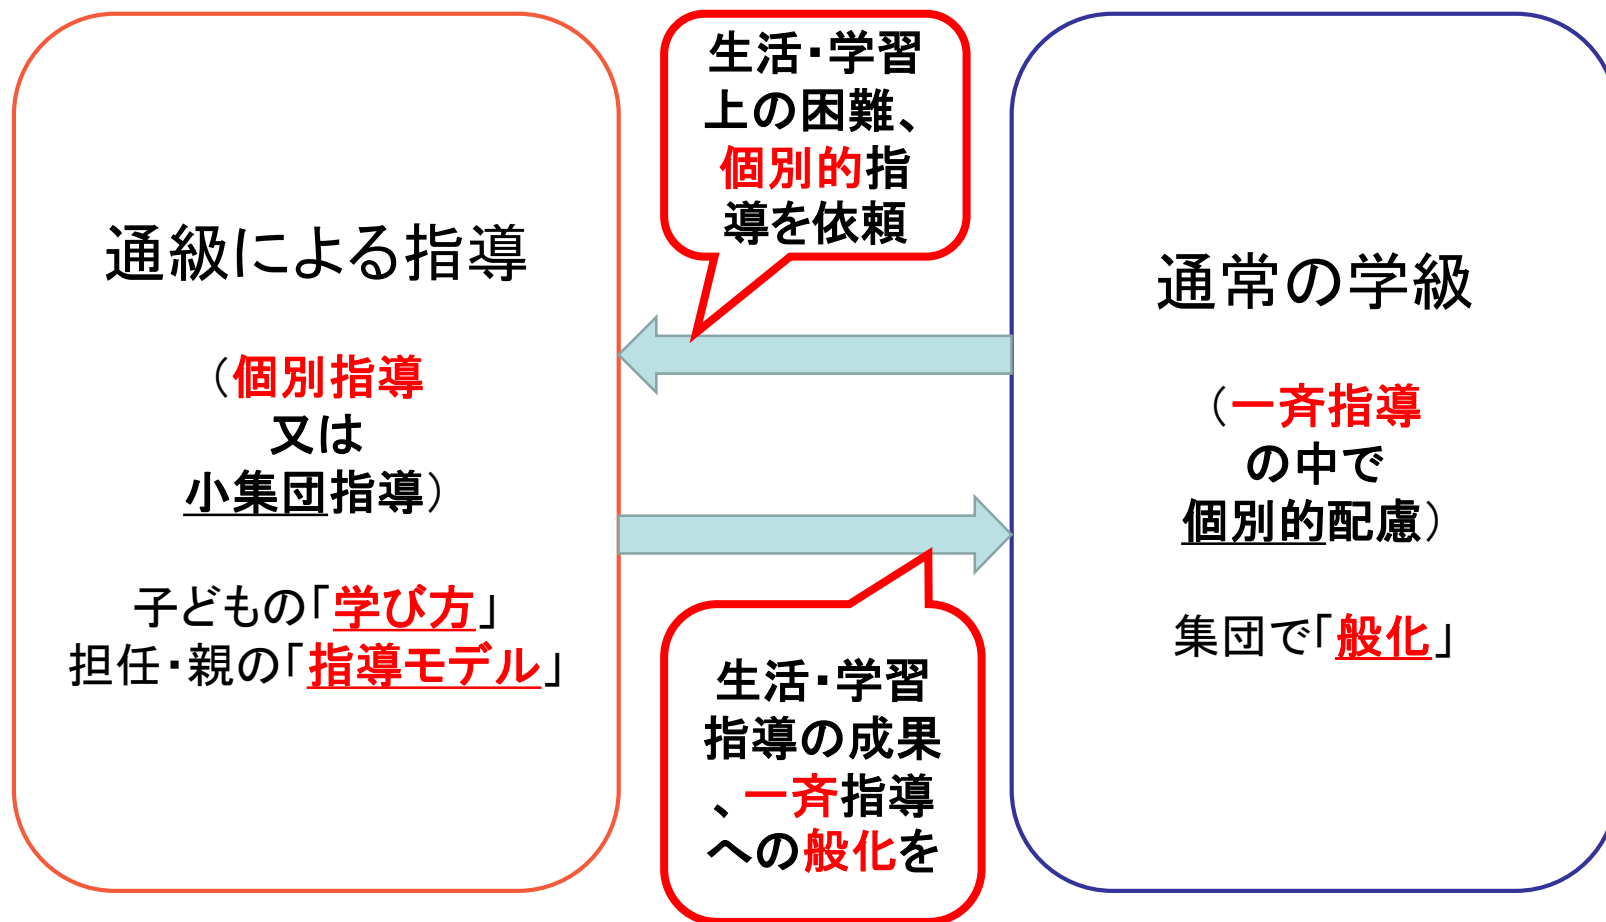 通級による指導
（個別指導
又は
小集団指導）
子どもの「学び方」
担任・親の「指導モデル」
生活・学習
上の困難、
個別的指
導を依頼
生活・学習
指導の成果
、一斉指導
への般化を
通常の学級
（一斉指導
の中で
個別的配慮）
集団で「般化」